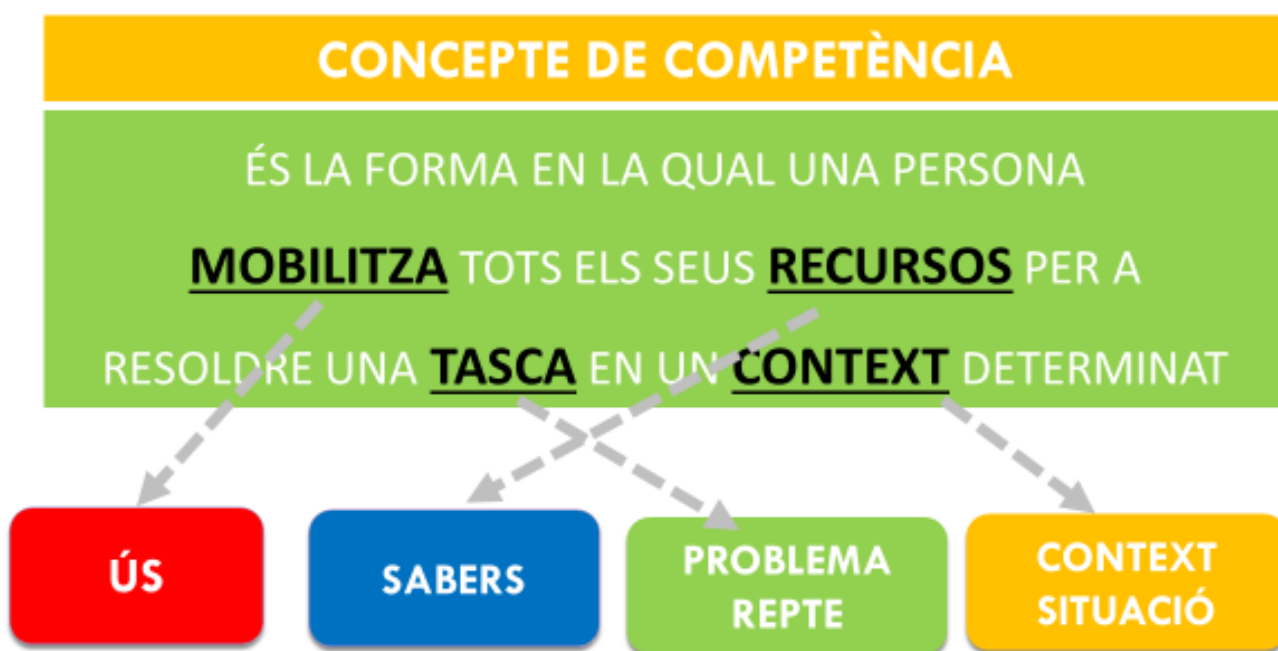 CONCEPTE DE COMPETÈNCIA
ÉS LA FORMA EN LA QUAL UNA PERSONA
MOBILITZA TOTS ELS SEUS RECURSOS PER A
RESOLDRE UNA TASCA EN UN CONTEXT DETERMINAT
ÚS
SABERS
PROBLEMA
REPTE
CONTEXT
SITUACIÓ